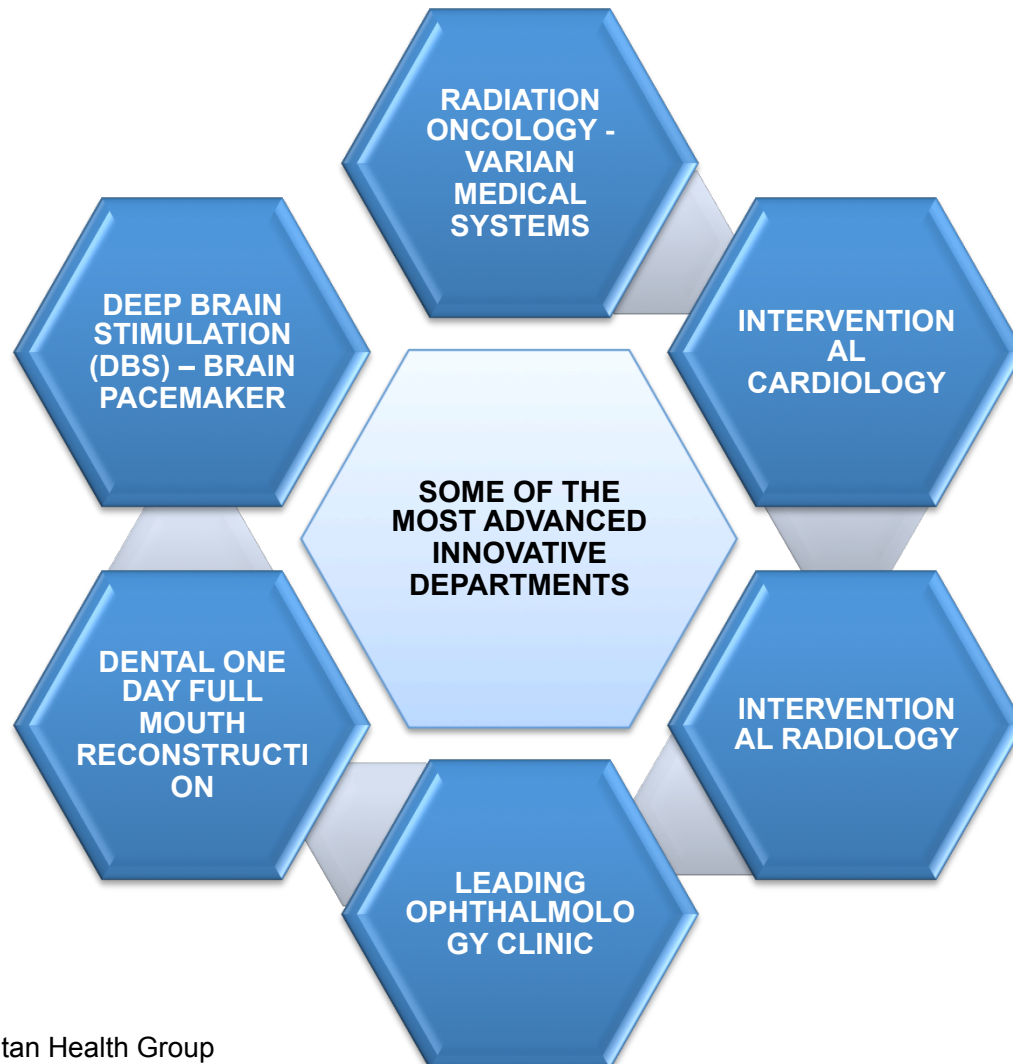 RADIATION
ONCOLOGY -
VARIAN
MEDICAL
SYSTEMS
DEEP BRAIN
STIMULATION
(DBS) – BRAIN
PACEMAKER
INTERVENTION
AL
CARDIOLOGY
SOME OF THE
MOST ADVANCED
INNOVATIVE
DEPARTMENTS
DENTAL ONE
DAY FULL
MOUTH
RECONSTRUCTI
ON
INTERVENTION
AL RADIOLOGY
LEADING
OPHTHALMOLO
GY CLINIC
tan Health Group